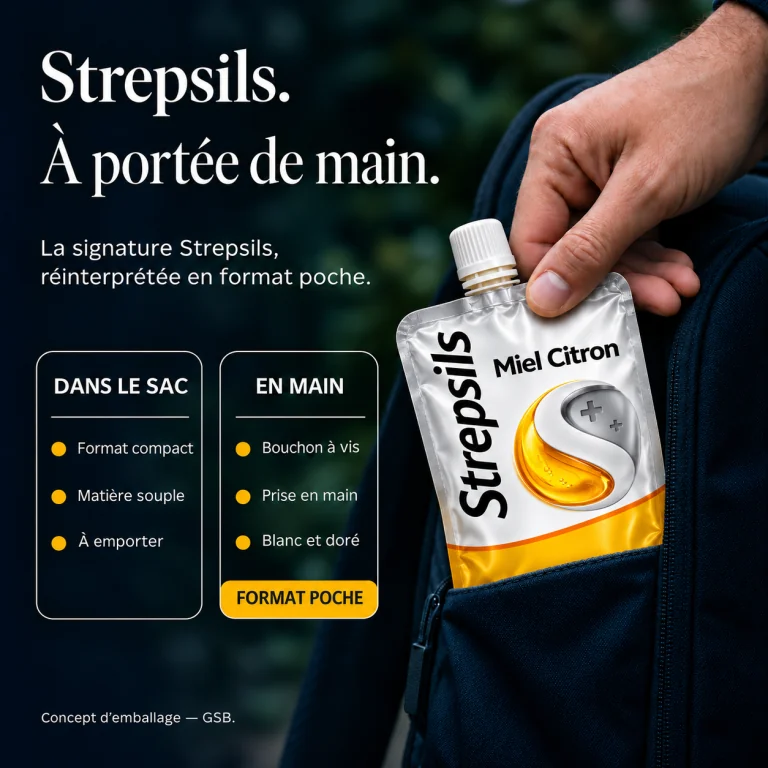 Strepsils.
À portée de main.
La signature Strepsils,
réinterprétée en format poche.
DANS LE SAC
Format compact
Matière souple
À emporter
EN MAIN
Bouchon à vis
Prise en main
Blanc et doré
FORMAT POCHE
Strepsils
Miel Citron
Concept d'emballage — GSB.